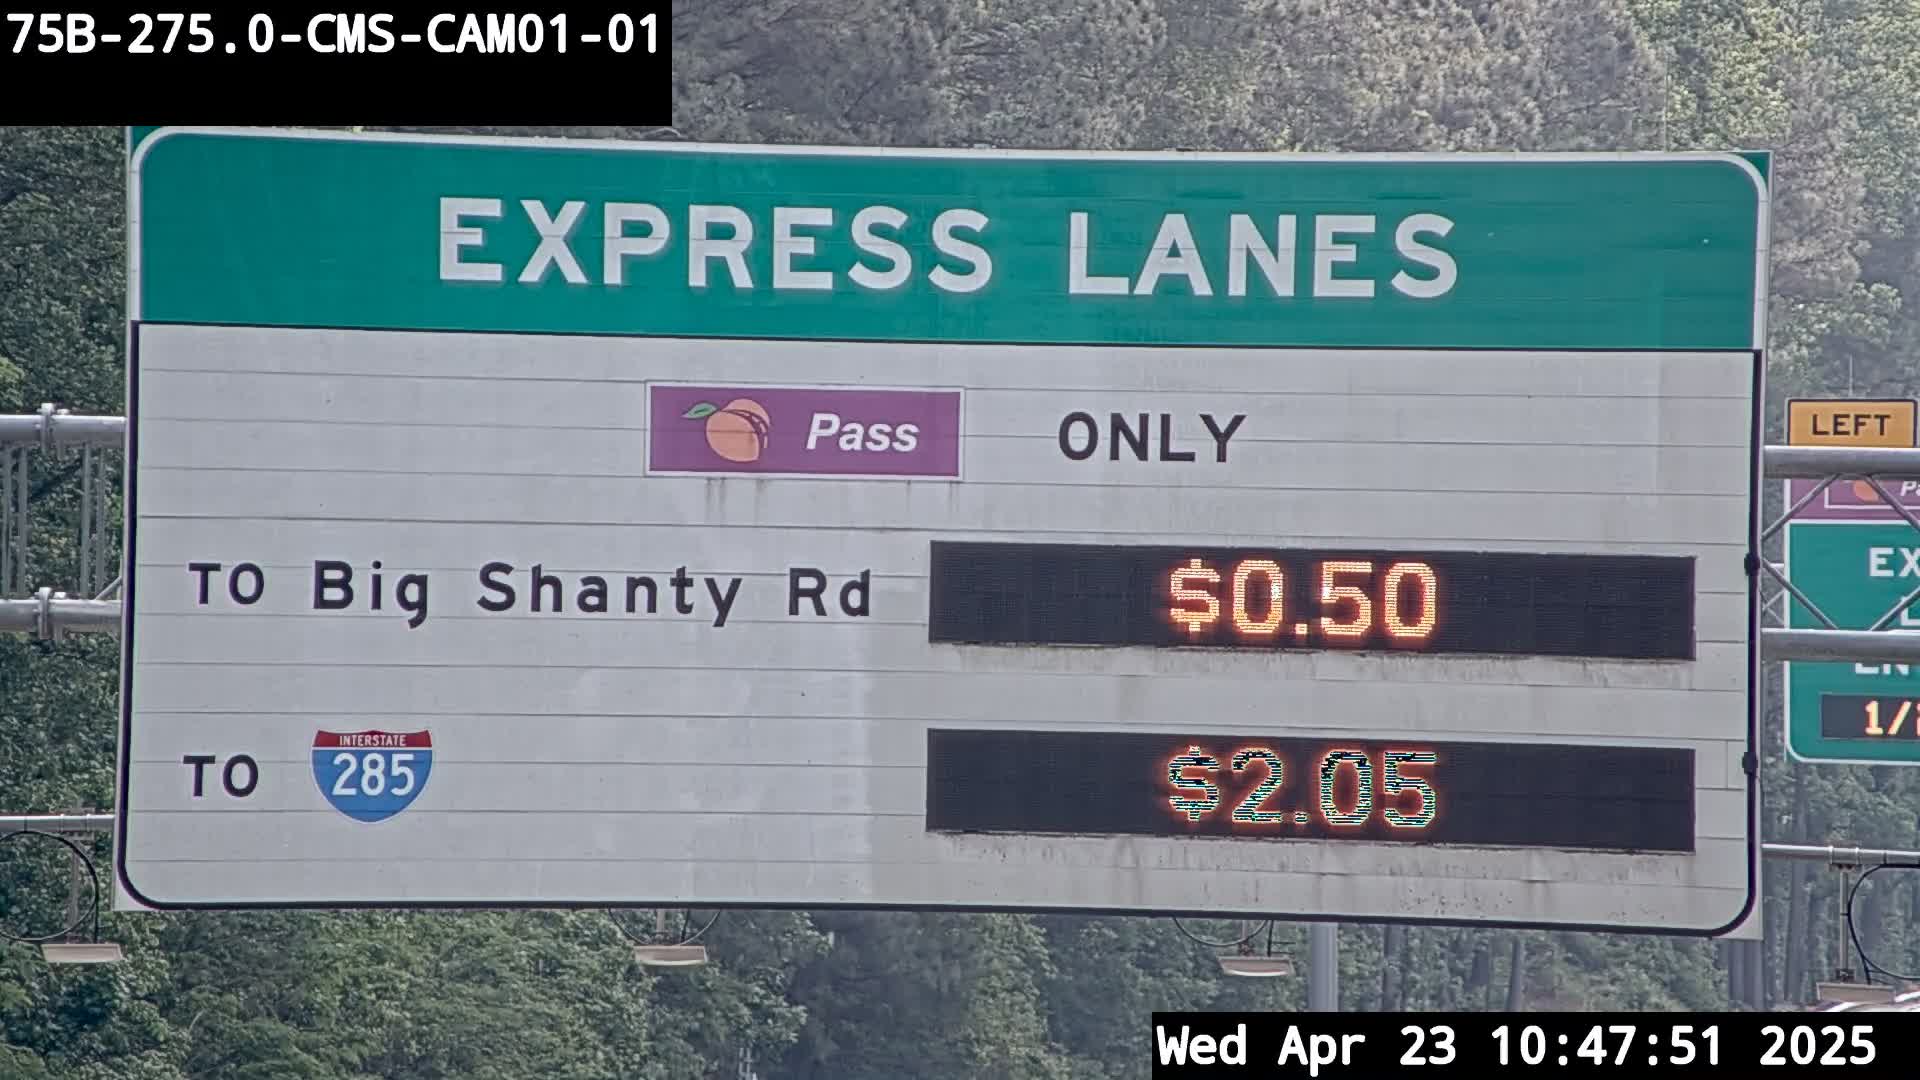 75B-275.0-CMS-CAM01-01
EXPRESS LANES
Pass ONLY
TO Big Shanty Rd $0.50
TO INTERSTATE 285 $2.05
LEFT
Wed Apr 23 10:47:51 2025